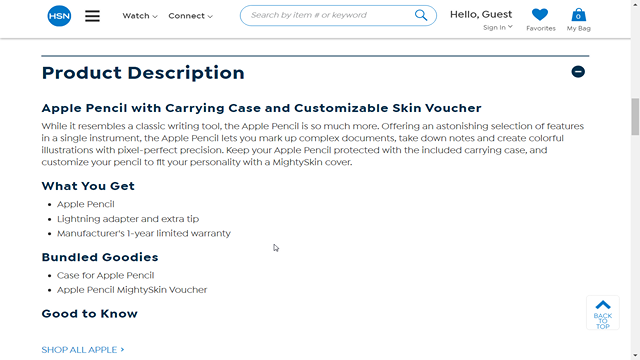 HSN
Watch
Connect
Search by item # or keyword
Hello, Guest
Sign In
Favorites
0
My Bag
Product Description
Apple Pencil with Carrying Case and Customizable Skin Voucher
While it resembles a classic writing tool, the Apple Pencil is so much more. Offering an astonishing selection of features
in a single instrument, the Apple Pencil lets you mark up complex documents, take down notes and create colorful
illustrations with pixel-perfect precision. Keep your Apple Pencil protected with the included carrying case, and
customize your pencil to fit your personality with a MightySkin cover.
What You Get
• Apple Pencil
• Lightning adapter and extra tip
• Manufacturer's 1-year limited warranty
Bundled Goodies
• Case for Apple Pencil
• Apple Pencil MightySkin Voucher
Good to Know
SHOP ALL APPLE >
BACK
TO
TOP